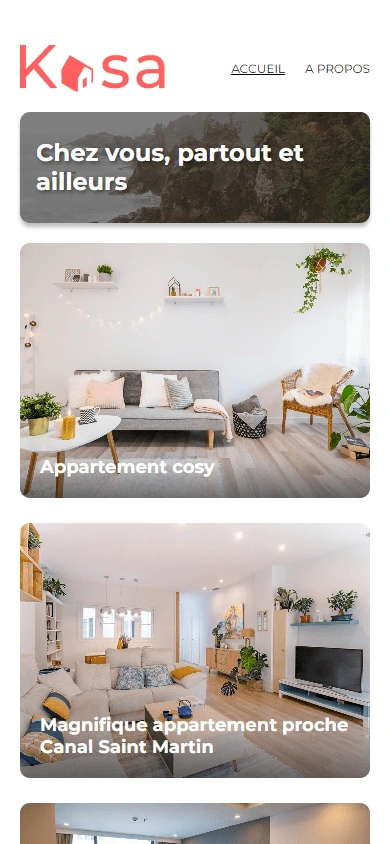 Kasa
ACCUEIL
A PROPOS
Chez vous, partout et
ailleurs
Appartement cosy
Magnifique appartement proche
Canal Saint Martin